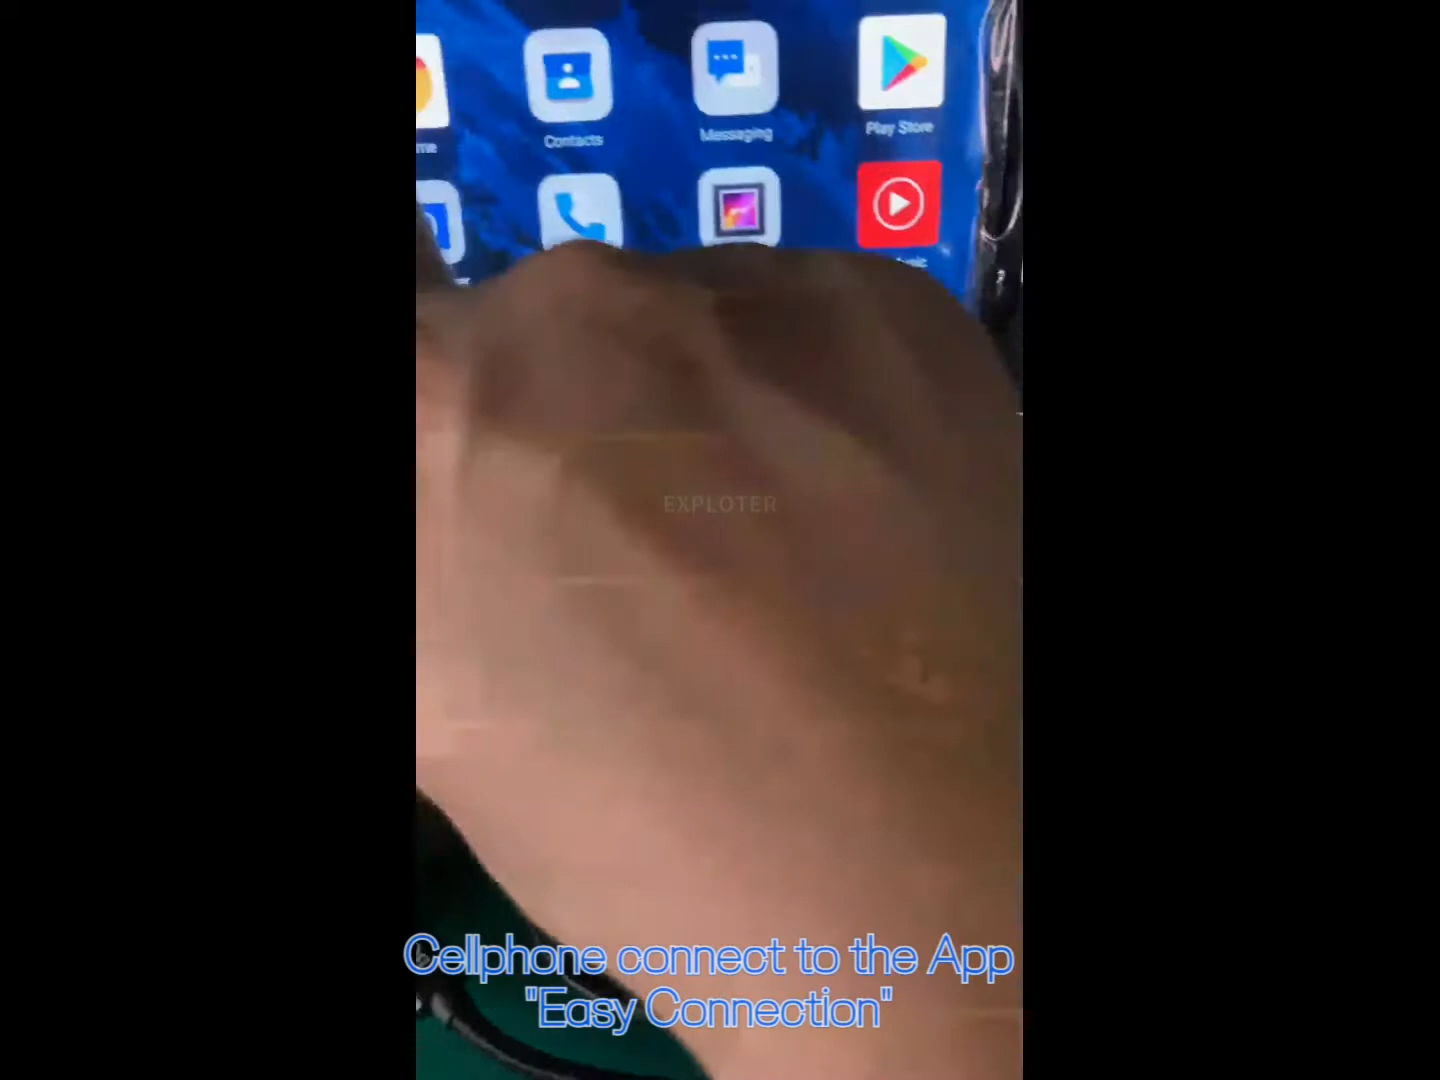 Contacts
Messaging
Play Store
EXPLOTER
Cellphone connect to the App
"Easy Connection"